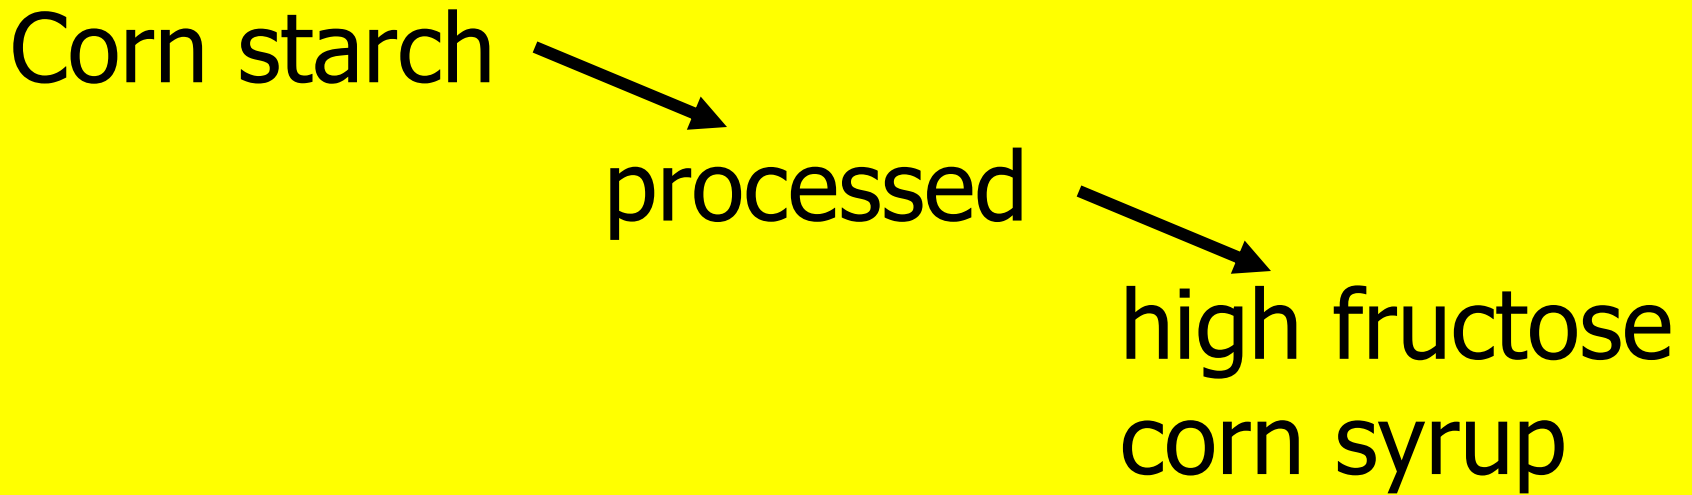 Corn starch
processed
high fructose
corn syrup